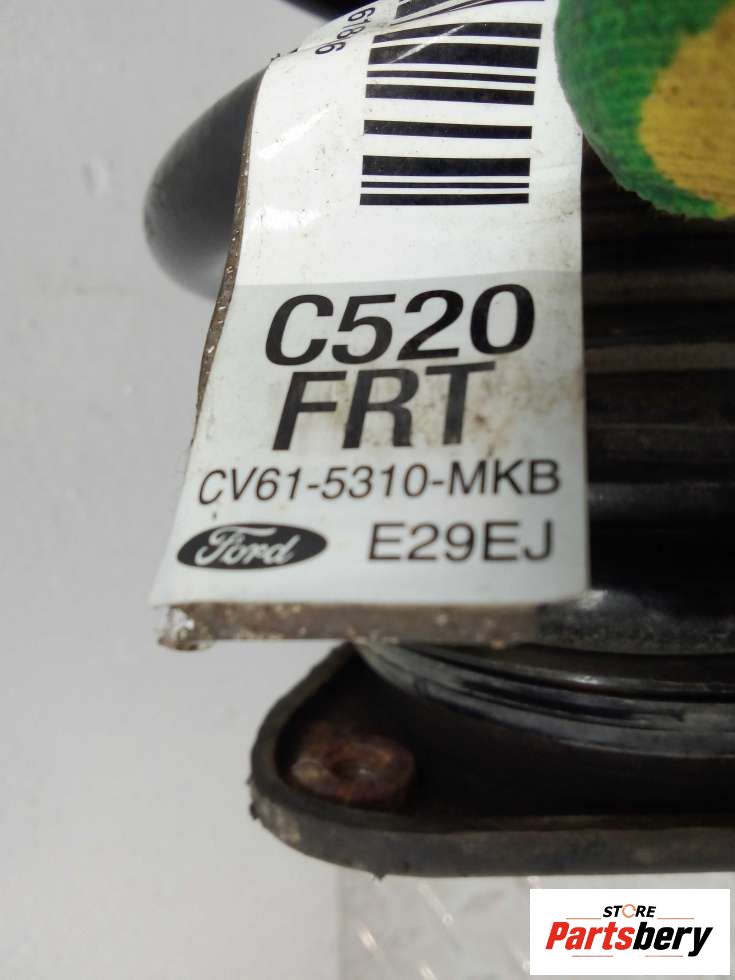 C520
FRT
CV61-5310-MKB
Ford E29EJ
STORE
Partsbery